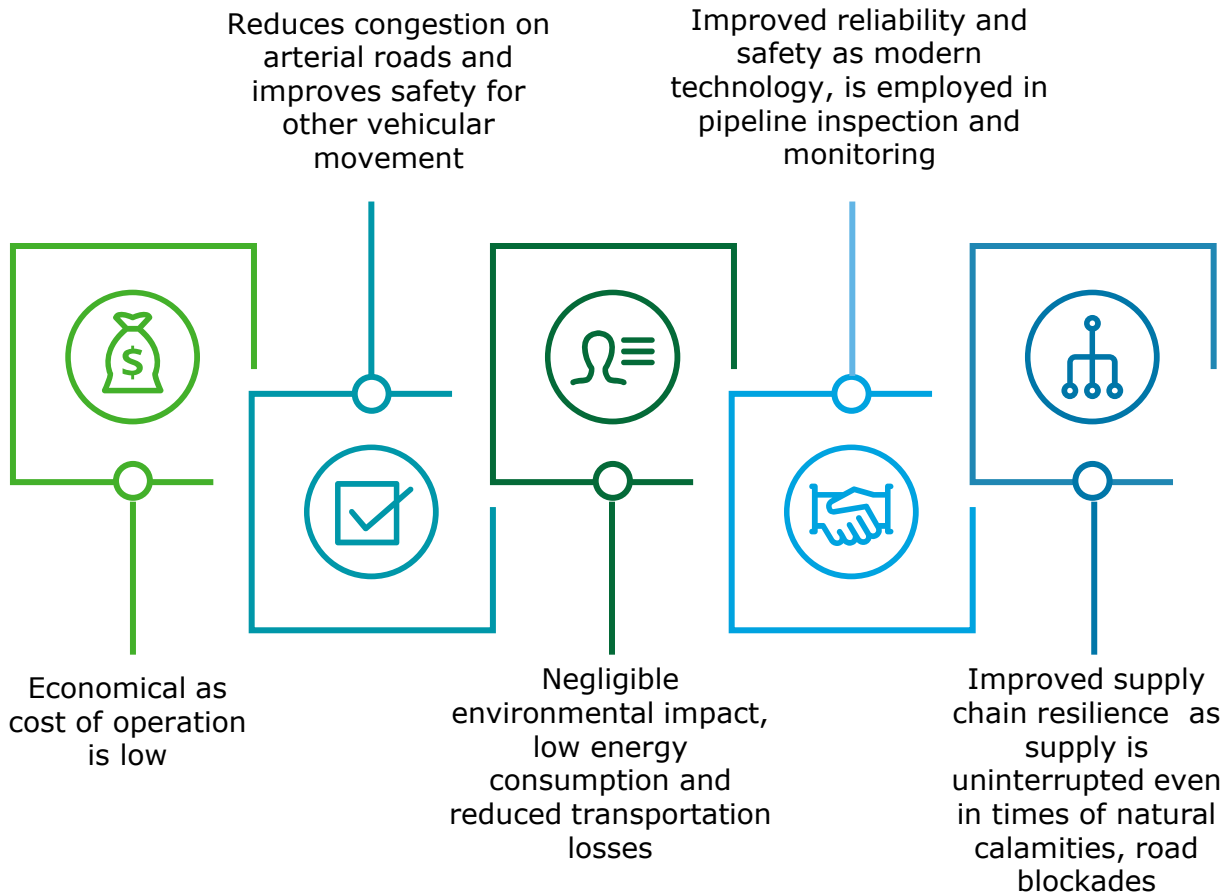 Reduces congestion on
arterial roads and
improves safety for
other vehicular
movement
Improved reliability and
safety as modern
technology, is employed in
pipeline inspection and
monitoring
$
Economical as
cost of operation
is low
Negligible
environmental impact,
low energy
consumption and
reduced transportation
losses
Improved supply
chain resilience  as
supply is
uninterrupted even
in times of natural
calamities, road
blockades